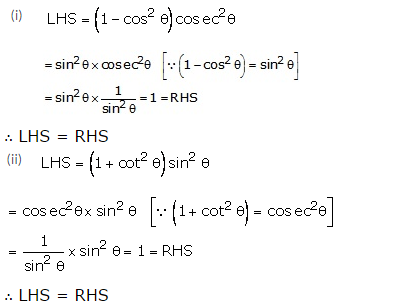 (i) LHS = (1 − cos² θ) cosec² θ
= sin² θ × cosec²θ [∵ (1 − cos² θ) = sin² θ]
= sin² θ × 1/sin² θ = 1 = RHS
∴ LHS = RHS
(ii) LHS = (1 + cot² θ) sin² θ
= cosec²θ x sin² θ [∵ (1 + cot² θ) = cosec²θ]
= 1/sin² θ x sin² θ = 1 = RHS
∴ LHS = RHS